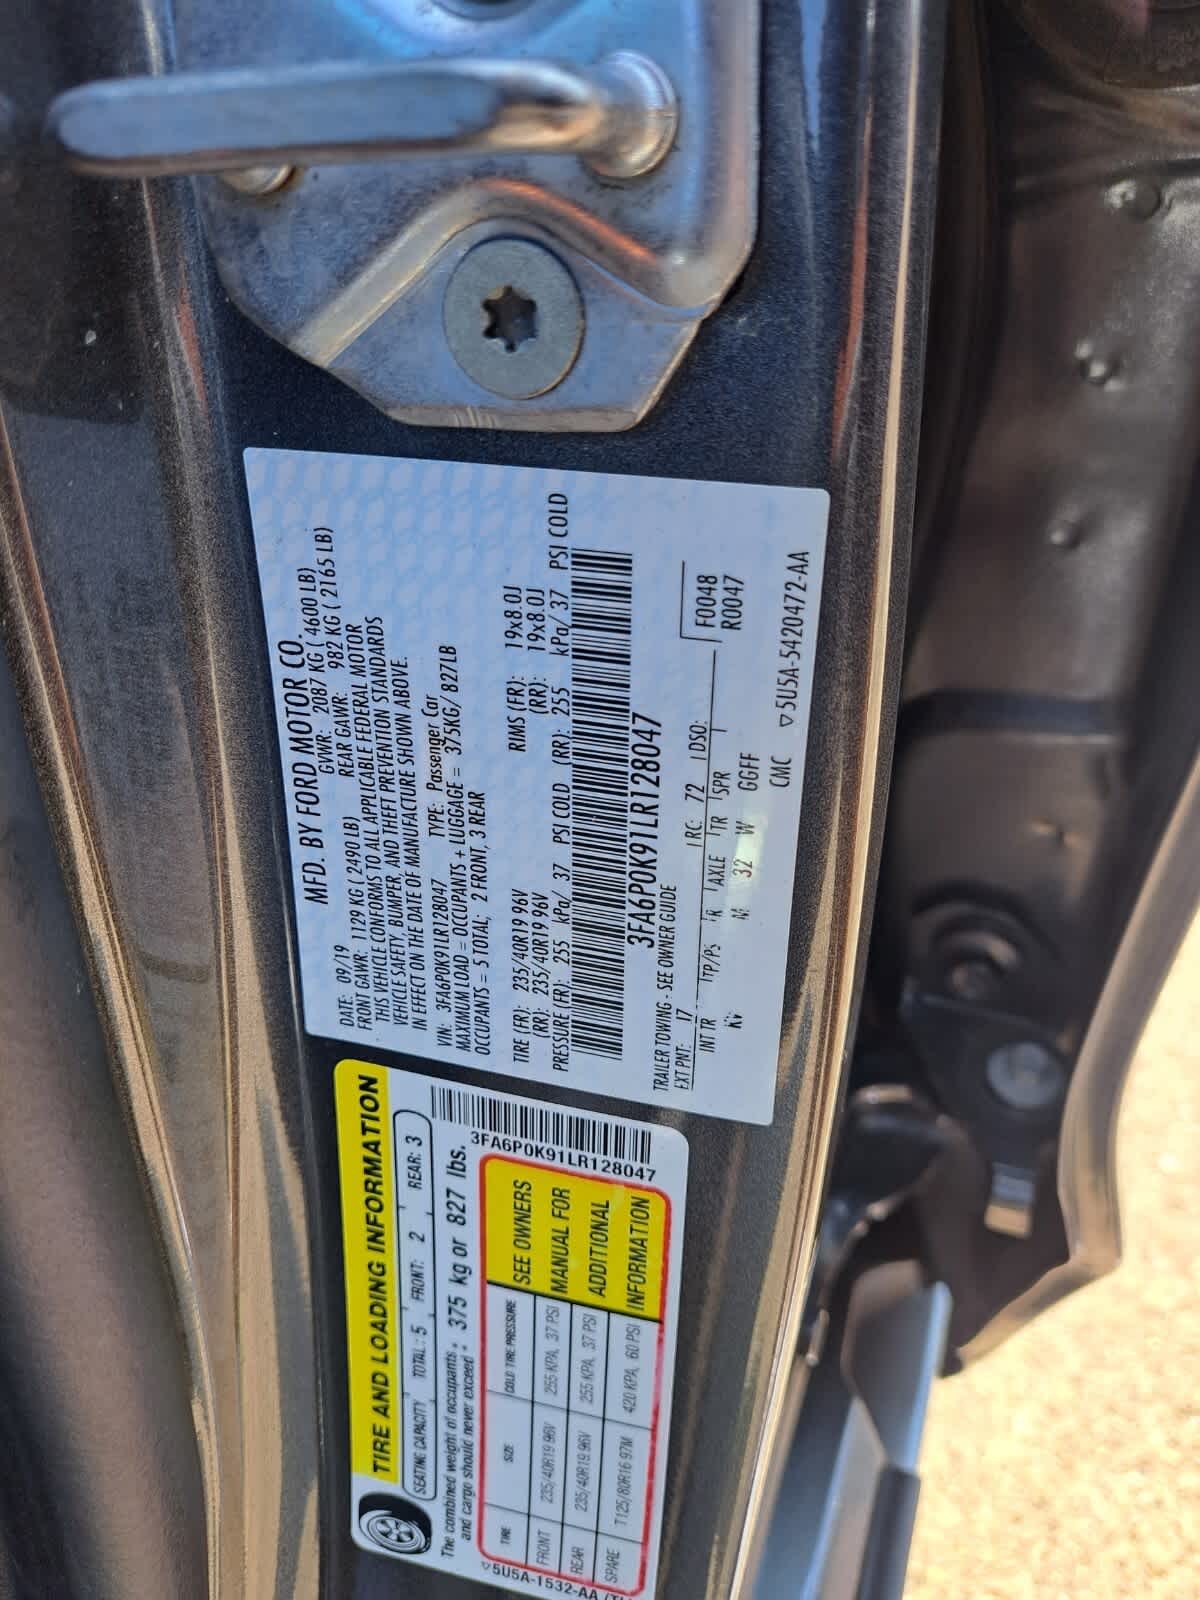 MFD. BY FORD MOTOR CO.
DATE: 09/19 GVWR: 2087 KG ( 4600 LB)
FRONT GAWR: 1129 KG ( 2490 LB) REAR GAWR: 982 KG ( 2165 LB)
THIS VEHICLE CONFORMS TO ALL APPLICABLE FEDERAL MOTOR
VEHICLE SAFETY, BUMPER, AND THEFT PREVENTION STANDARDS
IN EFFECT ON THE DATE OF MANUFACTURE SHOWN ABOVE.
VIN: 3FA6P0K91LR128047 TYPE: Passenger Car
MAXIMUM LOAD = OCCUPANTS + LUGGAGE = 375KG/ 827LB
OCCUPANTS = 5 TOTAL; 2 FRONT, 3 REAR
TIRE (FR): 235/40R19 96V RIMS (FR): 19x8.0J
(RR): 235/40R19 96V (RR): 19x8.0J
PRESSURE (FR): 255 kPa/ 37 PSI COLD (RR): 255 kPa/ 37 PSI COLD
3FA6P0K91LR128047
TRAILER TOWING - SEE OWNER GUIDE
EXT PNT: 17 RC: 72 DSO: F0048
INT TR TP/PS R AXLE TR SPR R0047
KV M 32 W GGFF
CMC ▽5U5A-5420472-AA
TIRE AND LOADING INFORMATION
SEATING CAPACITY TOTAL: 5 FRONT: 2 REAR: 3
The combined weight of occupants
and cargo should never exceed 375 kg or 827 lbs.
3FA6P0K91LR128047
TIRE SIZE COLD TIRE PRESSURE
FRONT 235/40R19 96V 255 KPA, 37 PSI
REAR 235/40R19 96V 255 KPA, 37 PSI
SPARE T125/80R16 97M 420 KPA, 60 PSI
SEE OWNERS
MANUAL FOR
ADDITIONAL
INFORMATION
▽5U5A-1532-AA